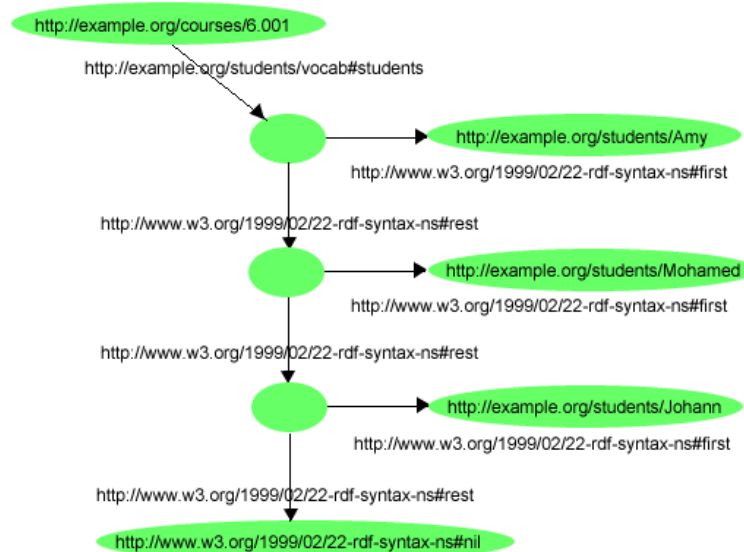 http://example.org/courses/6.001
http://example.org/students/vocab#students
http://example.org/students/Amy
http://www.w3.org/1999/02/22-rdf-syntax-ns#first
http://www.w3.org/1999/02/22-rdf-syntax-ns#rest
http://example.org/students/Mohamed
http://www.w3.org/1999/02/22-rdf-syntax-ns#first
http://www.w3.org/1999/02/22-rdf-syntax-ns#rest
http://example.org/students/Johann
http://www.w3.org/1999/02/22-rdf-syntax-ns#first
http://www.w3.org/1999/02/22-rdf-syntax-ns#rest
http://www.w3.org/1999/02/22-rdf-syntax-ns#nil